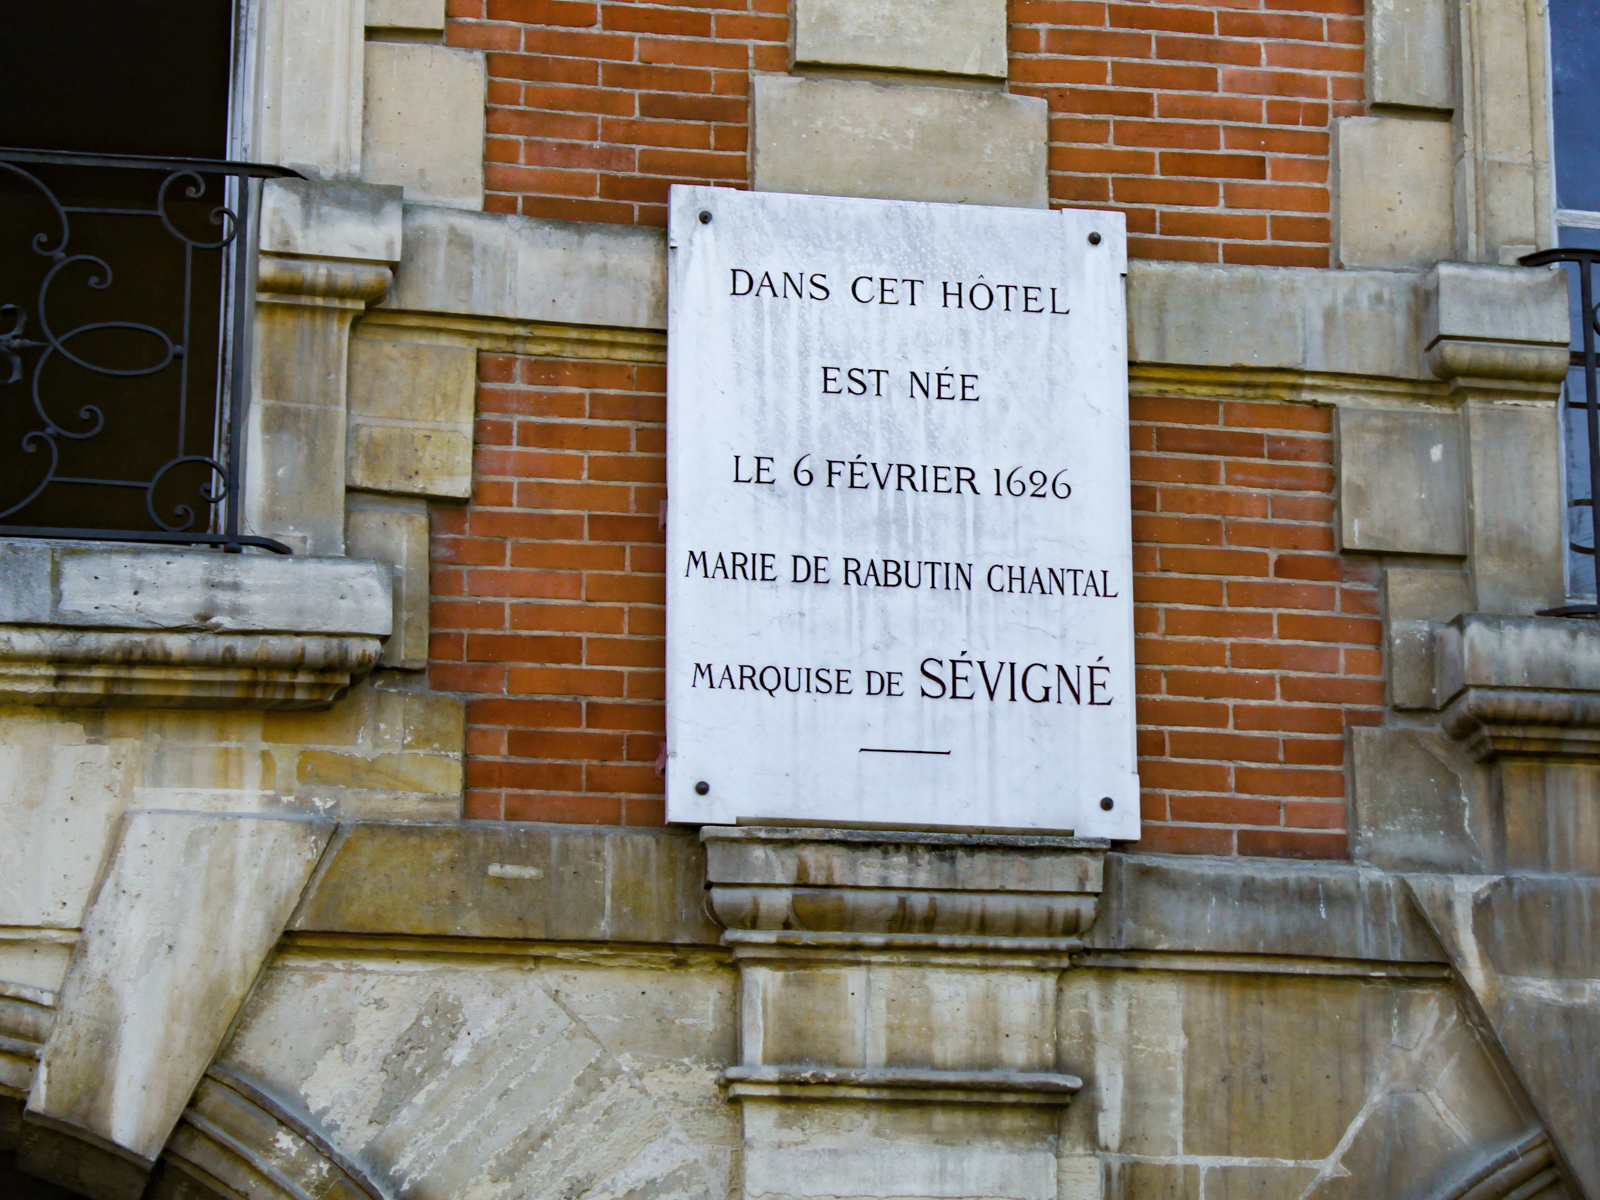 DANS CET HÔTEL
EST NÉE
LE 6 FÉVRIER 1626
MARIE DE RABUTIN CHANTAL
MARQUISE DE SÉVIGNÉ